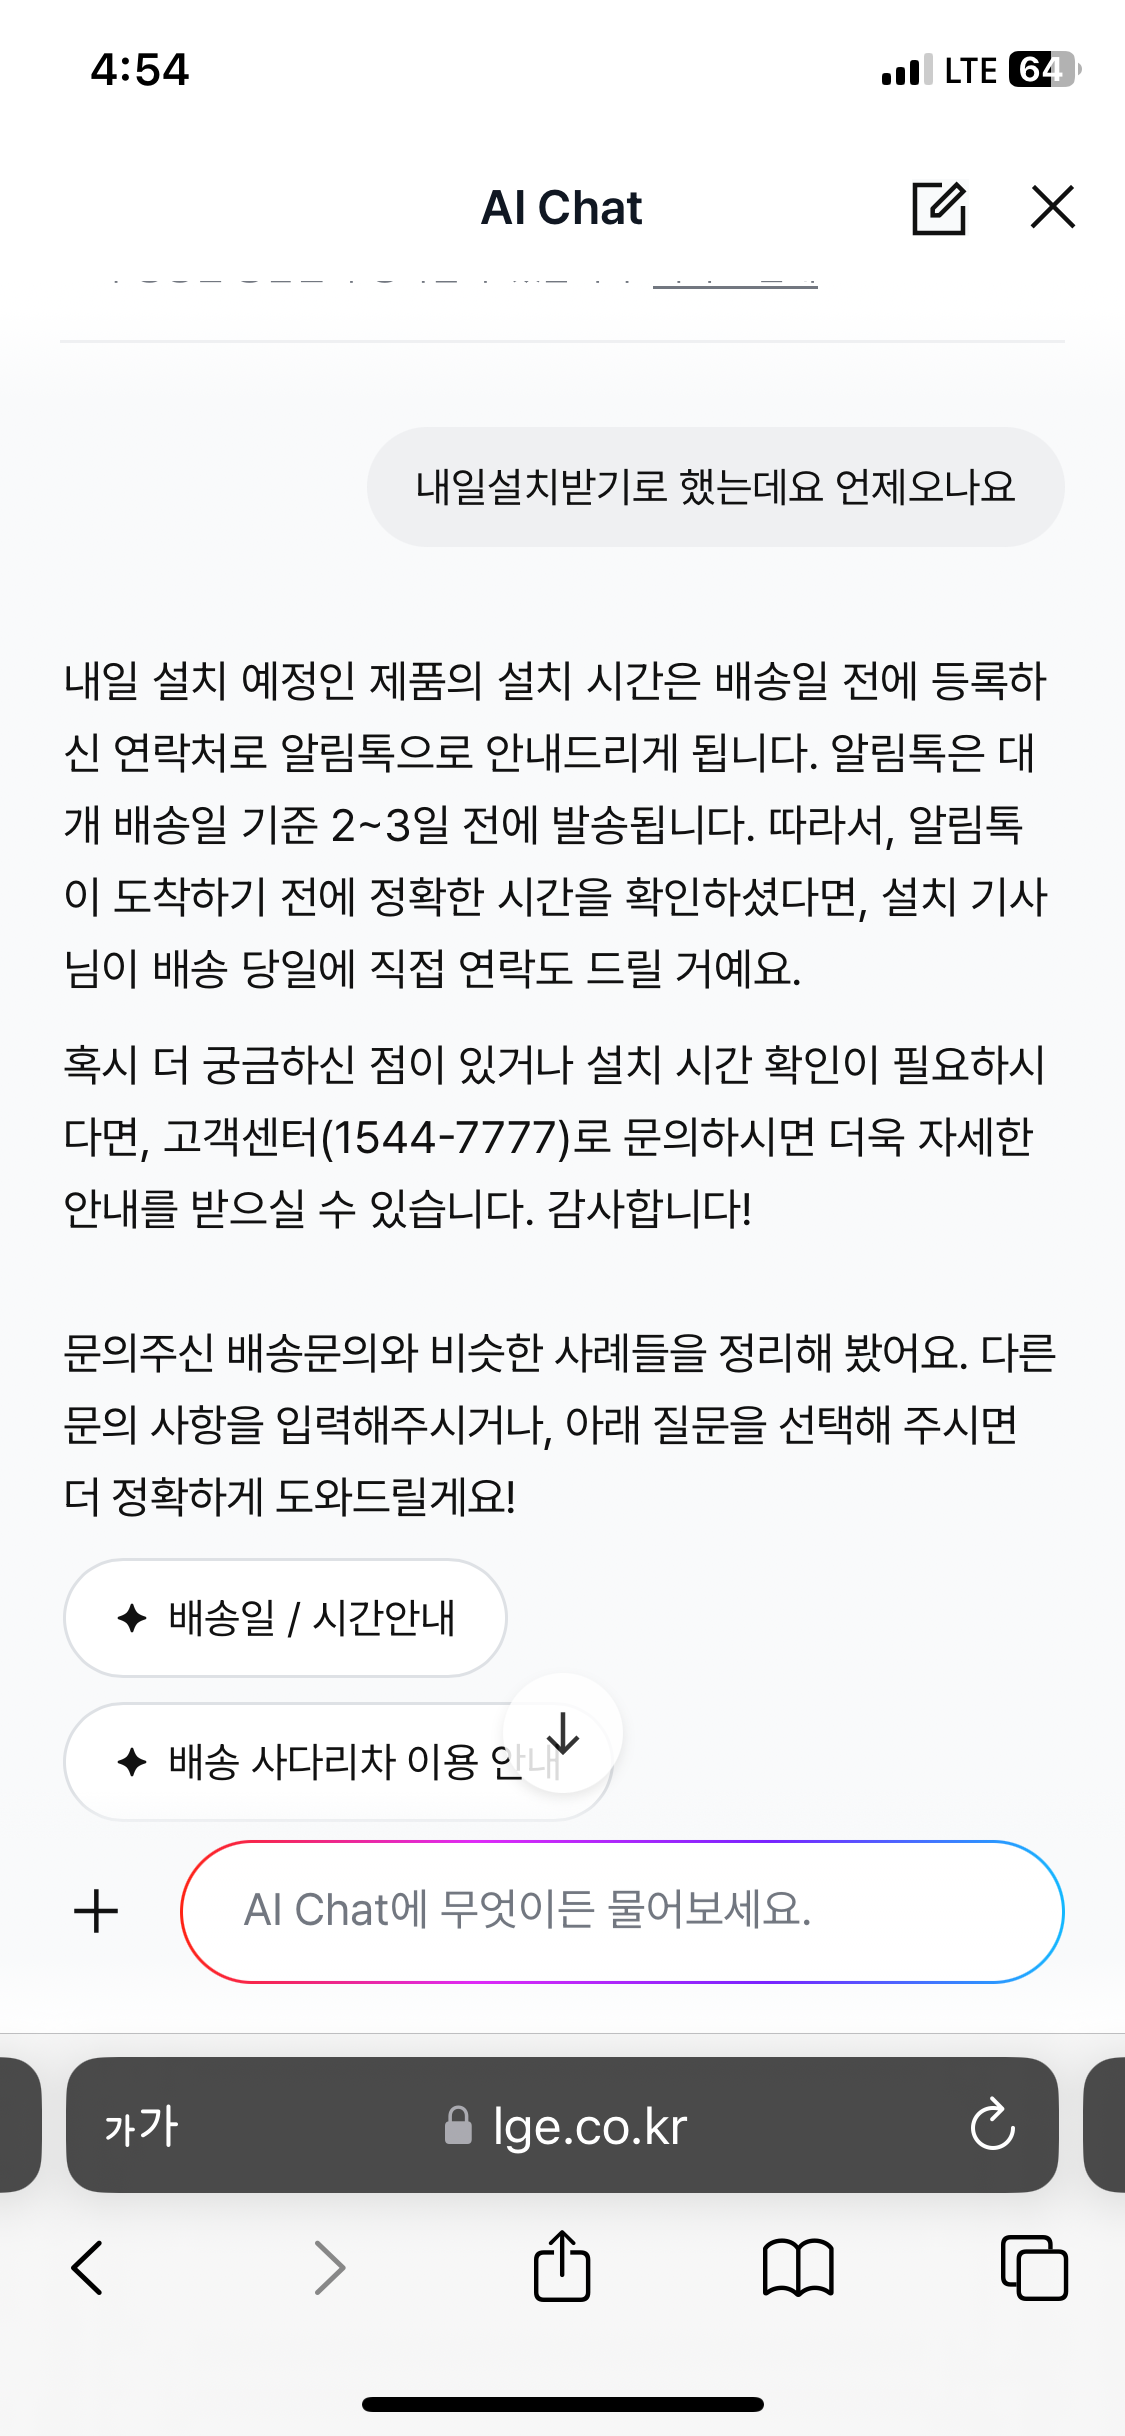 4:54
LTE 64
AI Chat
내일설치받기로 했는데요 언제오나요
내일 설치 예정인 제품의 설치 시간은 배송일 전에 등록하
신 연락처로 알림톡으로 안내드리게 됩니다. 알림톡은 대
개 배송일 기준 2~3일 전에 발송됩니다. 따라서, 알림톡
이 도착하기 전에 정확한 시간을 확인하셨다면, 설치 기사
님이 배송 당일에 직접 연락도 드릴 거예요.
혹시 더 궁금하신 점이 있거나 설치 시간 확인이 필요하시
다면, 고객센터(1544-7777)로 문의하시면 더욱 자세한
안내를 받으실 수 있습니다. 감사합니다!
문의주신 배송문의와 비슷한 사례들을 정리해 봤어요. 다른
문의 사항을 입력해주시거나, 아래 질문을 선택해 주시면
더 정확하게 도와드릴게요!
배송일 / 시간안내
배송 사다리차 이용 안내
AI Chat에 무엇이든 물어보세요.
가가 lge.co.kr